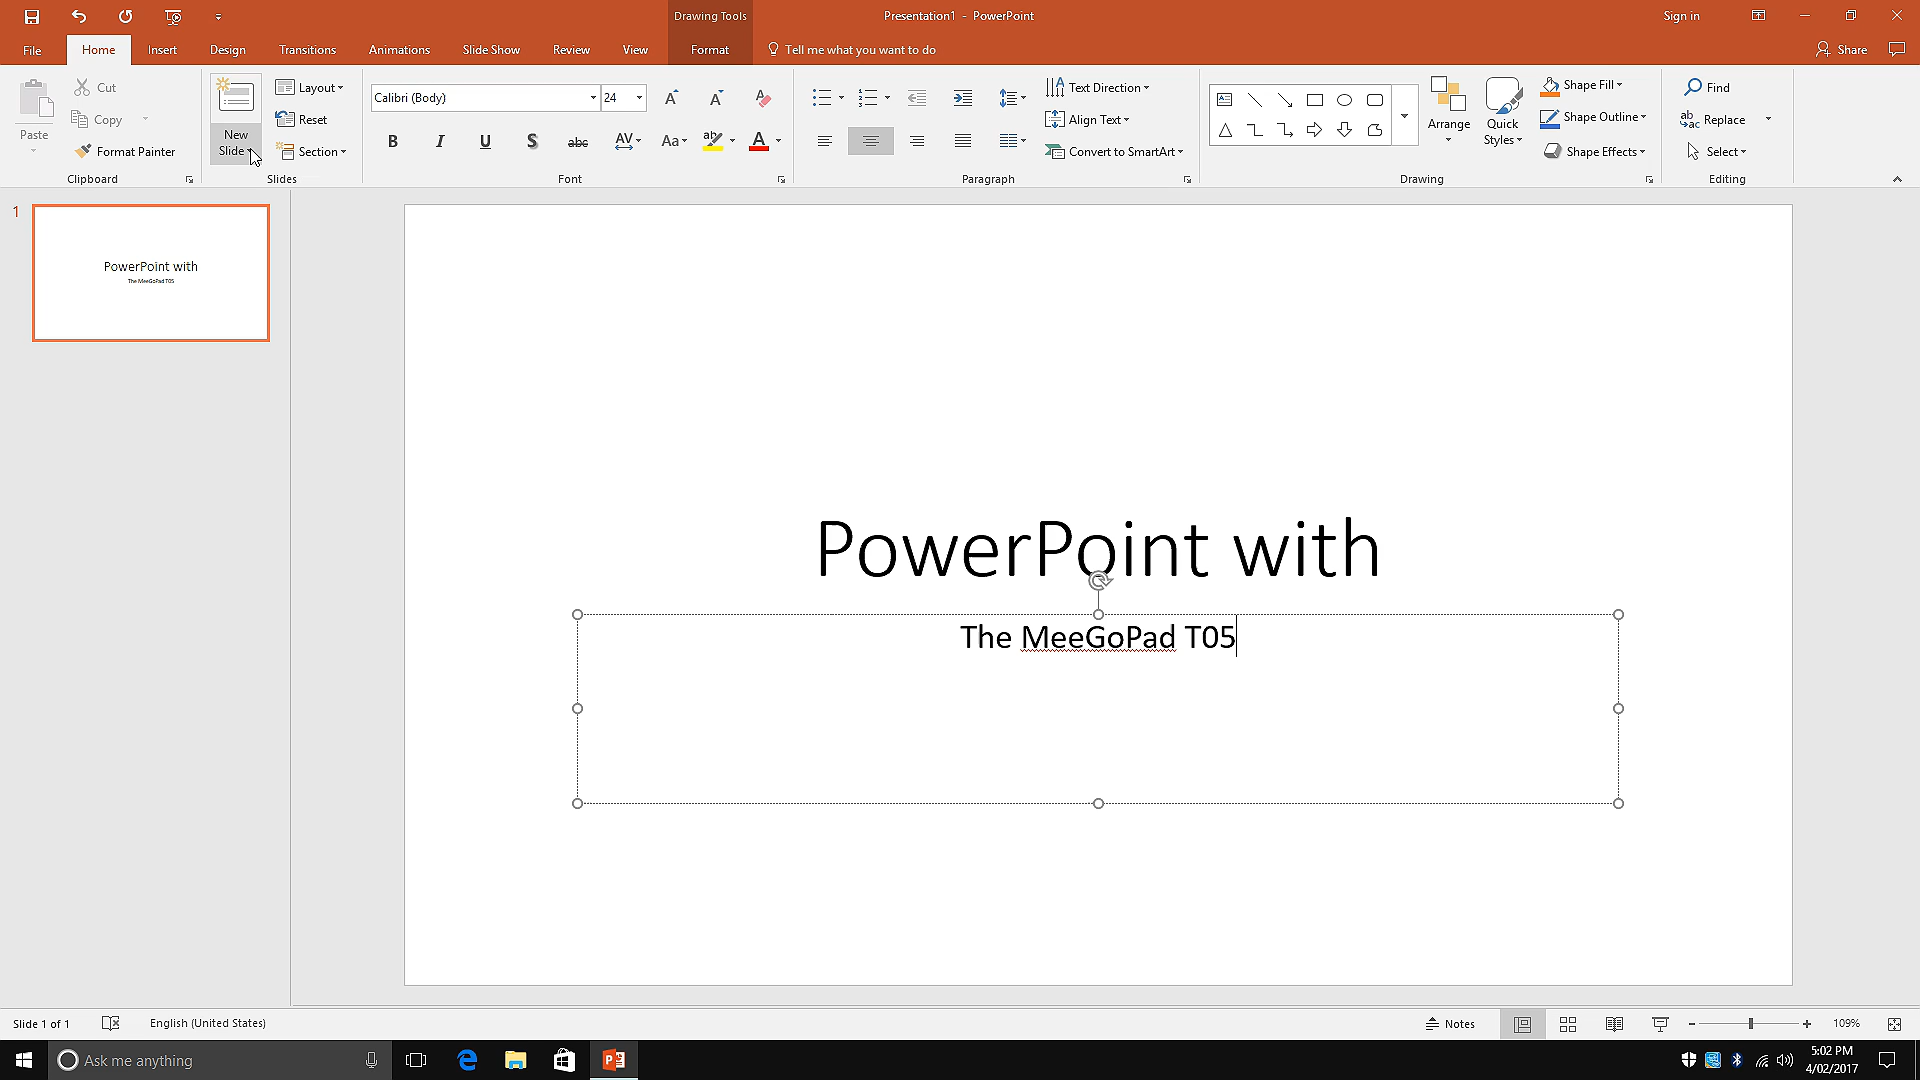 Drawing Tools
Presentation1 - PowerPoint
Sign in
File
Home
Insert
Design
Transitions
Animations
Slide Show
Review
View
Format
Tell me what you want to do
Share
Paste
Cut
Copy
Format Painter
Clipboard
New
Slide
Layout
Reset
Section
Slides
Calibri (Body)
24
A
A
B
I
U
S
abc
AV
Aa
ab
A
Font
Text Direction
Align Text
Convert to SmartArt
Paragraph
Arrange
Quick
Styles
Shape Fill
Shape Outline
Shape Effects
Drawing
Find
Replace
Select
Editing
1
PowerPoint with
The MeeGoPad T05
PowerPoint with
The MeeGoPad T05
Slide 1 of 1
English (United States)
Notes
109%
Ask me anything
5:02 PM
4/02/2017